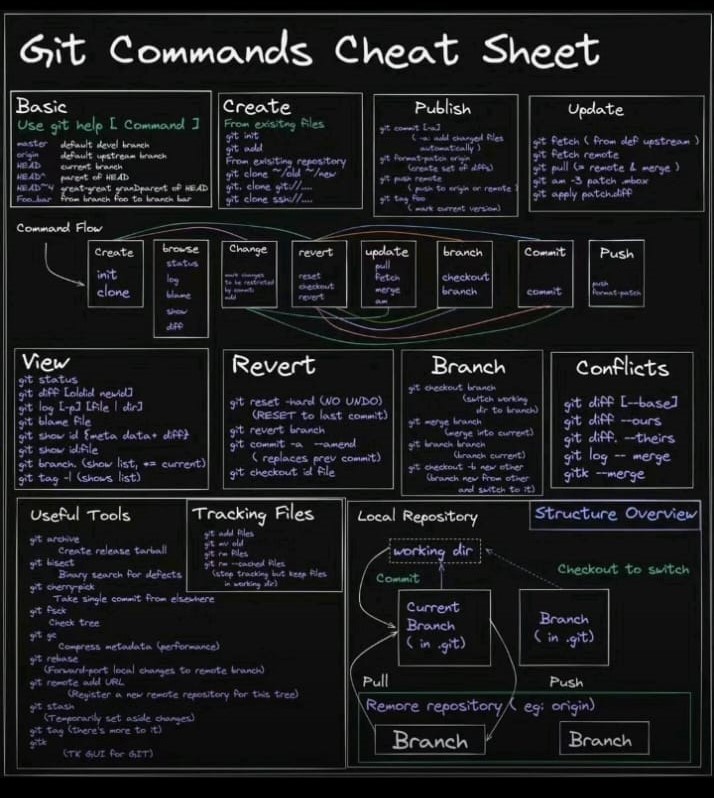 Git Commands Cheat Sheet
Basic
Use git help [ Command ]
master default devel branch
origin default upstream branch
HEAD current branch
HEAD^ parent of HEAD
HEAD^~4 great-great grandparent of HEAD
Foo..bar from branch foo to branch bar
Create
From exisitng files
git init
git add
From exisiting repository
git clone ~/old ~/new
git. clone git://....
git clone ssh://....
Publish
git commit [-a]
( -a: add changed files
automatically )
git format-patch origin
(create set of diffs)
git push remote
( push to origin or remote )
git tag foo
( mark current version)
Update
git fetch ( from def upstream )
git fetch remote
git pull (= remote & merge )
git am -3 patch .mbox
git apply patch.diff
Command Flow
Create
init
clone
browse
status
log
blame
show
diff
Change
mark changes
to be
by commit:
add
revert
reset
checkout
revert
update
pull
fetch
merge
am
branch
checkout
branch
Commit
commit
Push
push
format-patch
View
git status
git diff [oldid newid]
git log [-p] [file | dir]
git blame file
git show id {meta data+ diff}
git show id:file
git branch. (show list, *= current)
git tag -l (shows list)
Revert
git reset -hard (NO UNDO)
(RESET to last commit)
git revert branch
git commit -a --amend
( replaces prev commit)
git checkout id file
Branch
git checkout branch
(switch working
dir to branch)
git merge branch
(merge into current)
git branch branch
(branch current)
git checkout -b new other
(branch new from other
and switch to it)
Conflicts
git diff [--base]
git diff --ours
git diff. --theirs
git log -- merge
gitk --merge
Useful Tools
git archive
Create release tarball
git bisect
Binary search for defects
git cherry-pick
Take single commit from elsewhere
git fsck
Check tree
git gc
Compress metadata (performance)
git rebase
(Forward-port local changes to remote branch)
git remote add URL
(Register a new remote repository for this tree)
git stash
(Temporarily set aside changes)
git tag (there's more to it)
gitk
(TK GUI for GIT)
Tracking Files
git add files
git mv old
git rm files
git rm --cached files
(stop tracking but keep files
in working dir)
Local Repository
Structure Overview
working dir
Commit
Checkout to switch
Current
Branch
( in .git)
Branch
( in .git)
Pull
Push
Remore repository ( eg: origin)
Branch
Branch